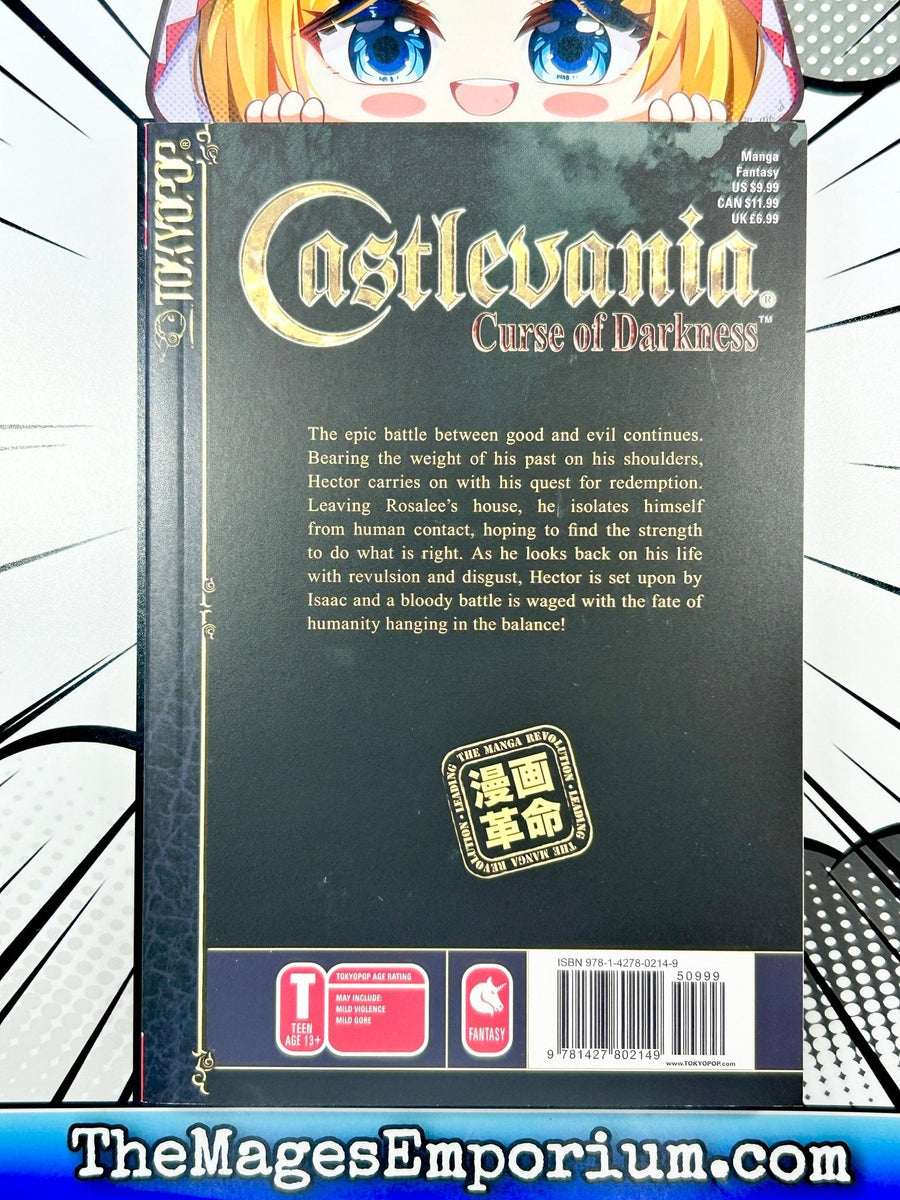 TOKYOPOP®
Manga
Fantasy
US $9.99
CAN $11.99
UK £6.99
Castlevania®
Curse of Darkness™
The epic battle between good and evil continues.
Bearing the weight of his past on his shoulders,
Hector carries on with his quest for redemption.
Leaving Rosalee's house, he isolates himself
from human contact, hoping to find the strength
to do what is right. As he looks back on his life
with revulsion and disgust, Hector is set upon by
Isaac and a bloody battle is waged with the fate of
humanity hanging in the balance!
THE MANGA REVOLUTION · LEADING
THE MANGA REVOLUTION · LEADING
漫画
革命
T
TEEN
AGE 13+
TOKYOPOP AGE RATING
MAY INCLUDE:
MILD VIOLENCE
MILD GORE
FANTASY
ISBN 978-1-4278-0214-9
50999
9 781427 802149
www.TOKYOPOP.com
TheMagesEmporium.com